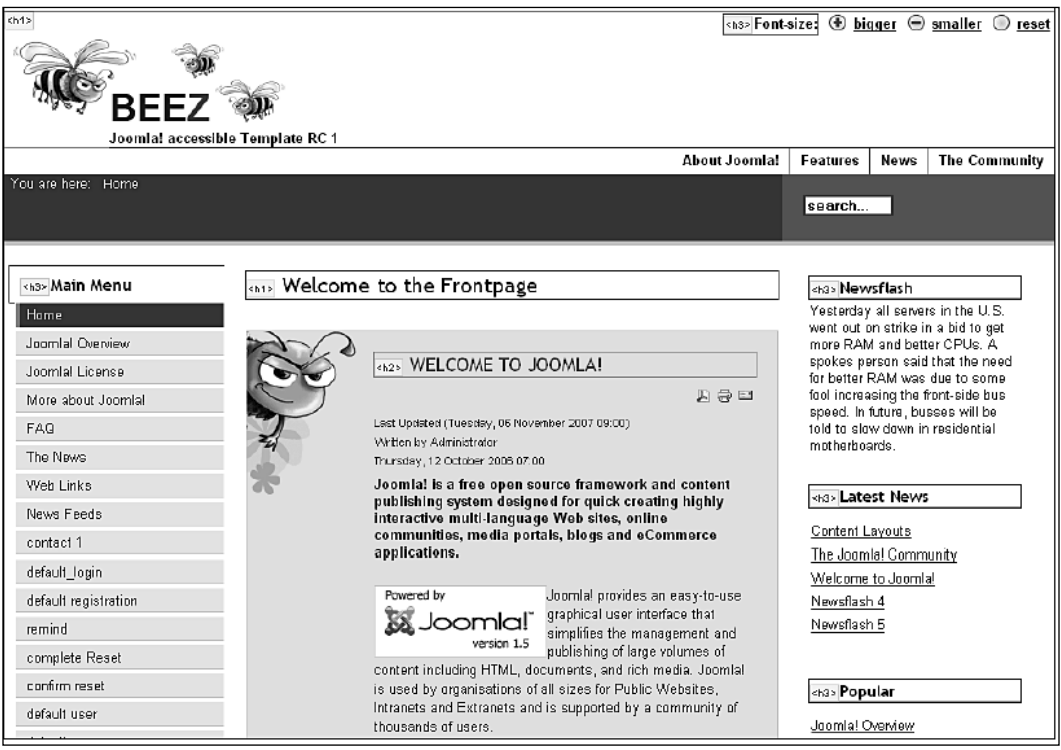 <h1>
<h3> Font-size: bigger smaller reset
BEEZ
Joomla! accessible Template RC 1
About Joomla! Features News The Community
You are here: Home
search...
<h3> Main Menu
Home
Joomla! Overview
Joomla! License
More about Joomla!
FAQ
The News
Web Links
News Feeds
contact 1
default_login
default registration
remind
complete Reset
confirm reset
default user
<h1> Welcome to the Frontpage
<h2> WELCOME TO JOOMLA!
Last Updated (Tuesday, 06 November 2007 09:00)
Written by Administrator
Thursday, 12 October 2006 07:00
Joomla! is a free open source framework and content
publishing system designed for quick creating highly
interactive multi-language Web sites, online
communities, media portals, blogs and eCommerce
applications.
Powered by
Joomla!
version 1.5
Joomla! provides an easy-to-use
graphical user interface that
simplifies the management and
publishing of large volumes of
content including HTML, documents, and rich media. Joomla!
is used by organisations of all sizes for Public Websites,
Intranets and Extranets and is supported by a community of
thousands of users.
<h3> Newsflash
Yesterday all servers in the U.S.
went out on strike in a bid to get
more RAM and better CPUs. A
spokes person said that the need
for better RAM was due to some
fool increasing the front-side bus
speed. In future, busses will be
told to slow down in residential
motherboards.
<h3> Latest News
Content Layouts
The Joomla! Community
Welcome to Joomla!
Newsflash 4
Newsflash 5
<h3> Popular
Joomla! Overview